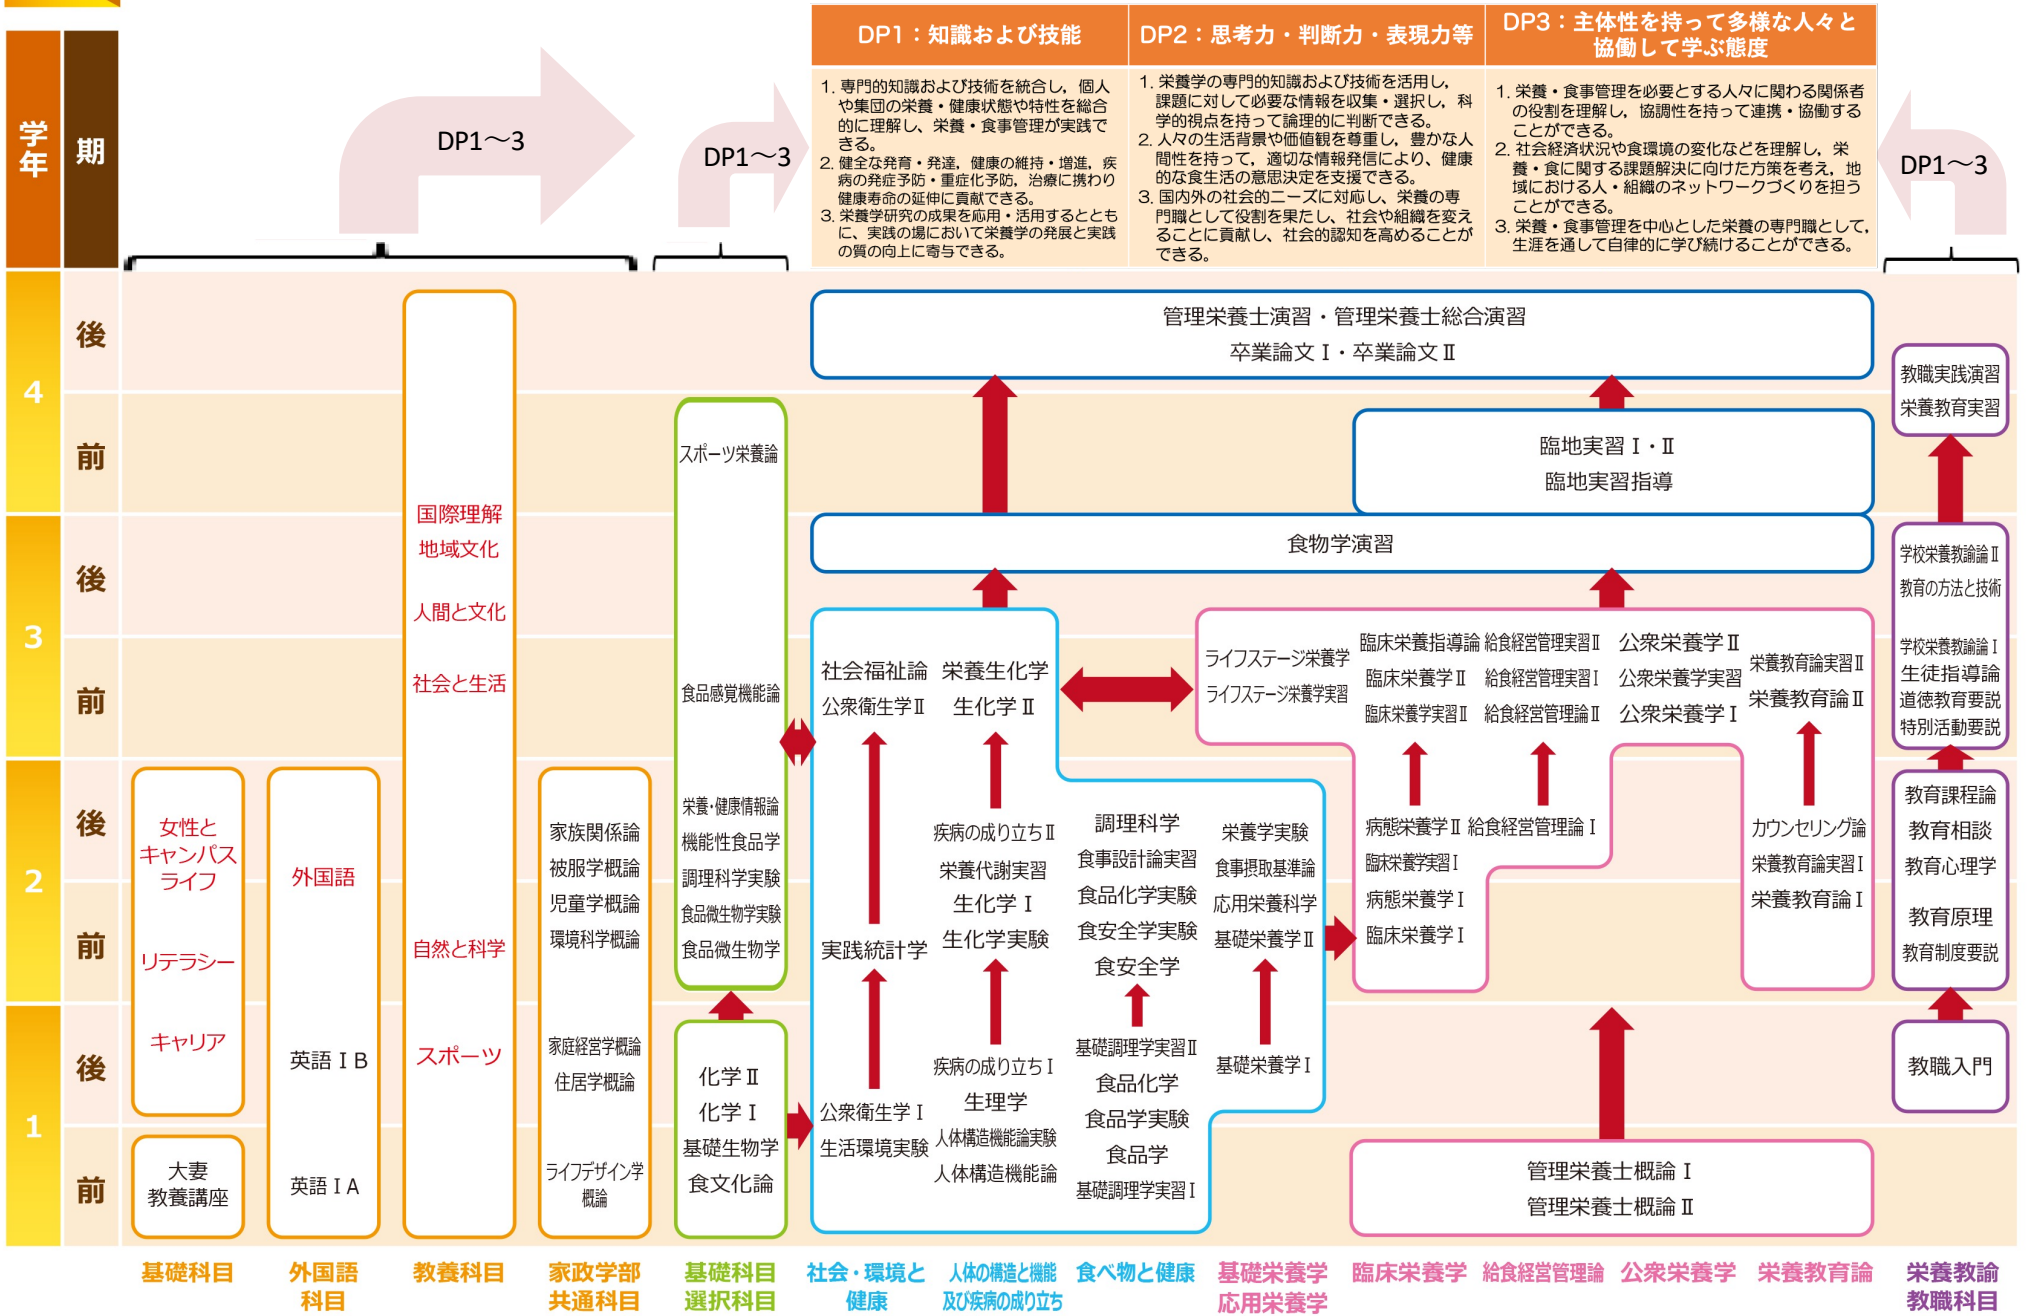 学年
期
DP1～3
DP1～3
DP1：知識および技能
1. 専門的知識および技術を統合し，個人
や集団の栄養・健康状態や特性を総合
的に理解し、栄養・食事管理が実践で
きる。
2. 健全な発育・発達，健康の維持・増進，疾
病の発症予防・重症化予防，治療に携わり
健康寿命の延伸に貢献できる。
3. 栄養学研究の成果を応用・活用するととも
に、実践の場において栄養学の発展と実践
の質の向上に寄与できる。
DP2：思考力・判断力・表現力等
1. 栄養学の専門的知識および技術を活用し，
課題に対して必要な情報を収集・選択し，科
学的視点を持って論理的に判断できる。
2. 人々の生活背景や価値観を尊重し，豊かな人
間性を持って，適切な情報発信により、健康
的な食生活の意思決定を支援できる。
3. 国内外の社会的ニーズに対応し、栄養の専
門職として役割を果たし、社会や組織を変え
ることに貢献し、社会的認知を高めることが
できる。
DP3：主体性を持って多様な人々と
協働して学ぶ態度
1. 栄養・食事管理を必要とする人々に関わる関係者
の役割を理解し，協調性を持って連携・協働する
ことができる。
2. 社会経済状況や食環境の変化などを理解し，栄
養・食に関する課題解決に向けた方策を考え，地
域における人・組織のネットワークづくりを担う
ことができる。
3. 栄養・食事管理を中心とした栄養の専門職として，
生涯を通して自律的に学び続けることができる。
DP1～3
4
後
前
3
後
前
2
後
前
1
後
前
女性と
キャンパス
ライフ
リテラシー
キャリア
大妻
教養講座
外国語
英語ⅠB
英語ⅠA
国際理解
地域文化
人間と文化
社会と生活
自然と科学
スポーツ
家族関係論
被服学概論
児童学概論
環境科学概論
家庭経営学概論
住居学概論
ライフデザイン学
概論
スポーツ栄養論
食品感覚機能論
栄養・健康情報論
機能性食品学
調理科学実験
食品微生物学実験
食品微生物学
化学Ⅱ
化学Ⅰ
基礎生物学
食文化論
管理栄養士演習・管理栄養士総合演習
卒業論文Ⅰ・卒業論文Ⅱ
臨地実習Ⅰ・Ⅱ
臨地実習指導
食物学演習
社会福祉論
公衆衛生学Ⅱ
実践統計学
公衆衛生学Ⅰ
生活環境実験
栄養生化学
生化学Ⅱ
疾病の成り立ちⅡ
栄養代謝実習
生化学Ⅰ
生化学実験
疾病の成り立ちⅠ
生理学
人体構造機能論実験
人体構造機能論
調理科学
食事設計論実習
食品化学実験
食安全学実験
食安全学
基礎調理学実習Ⅱ
食品化学
食品学実験
食品学
基礎調理学実習Ⅰ
栄養学実験
食事摂取基準論
応用栄養科学
基礎栄養学Ⅱ
基礎栄養学Ⅰ
ライフステージ栄養学
ライフステージ栄養学実習
臨床栄養指導論
臨床栄養学Ⅱ
臨床栄養学実習Ⅱ
病態栄養学Ⅱ
臨床栄養学実習Ⅰ
病態栄養学Ⅰ
臨床栄養学Ⅰ
給食経営管理実習Ⅱ
給食経営管理実習Ⅰ
給食経営管理論Ⅱ
給食経営管理論Ⅰ
公衆栄養学Ⅱ
公衆栄養学実習
公衆栄養学Ⅰ
栄養教育論実習Ⅱ
栄養教育論Ⅱ
カウンセリング論
栄養教育論実習Ⅰ
栄養教育論Ⅰ
管理栄養士概論Ⅰ
管理栄養士概論Ⅱ
教職実践演習
栄養教育実習
学校栄養教諭論Ⅱ
教育の方法と技術
学校栄養教諭論Ⅰ
生徒指導論
道徳教育要説
特別活動要説
教育課程論
教育相談
教育心理学
教育原理
教育制度要説
教職入門
基礎科目
外国語
科目
教養科目
家政学部
共通科目
基礎科目
選択科目
社会・環境と
健康
人体の構造と機能
及び疾病の成り立ち
食べ物と健康
基礎栄養学
応用栄養学
臨床栄養学
給食経営管理論
公衆栄養学
栄養教育論
栄養教諭
教職科目